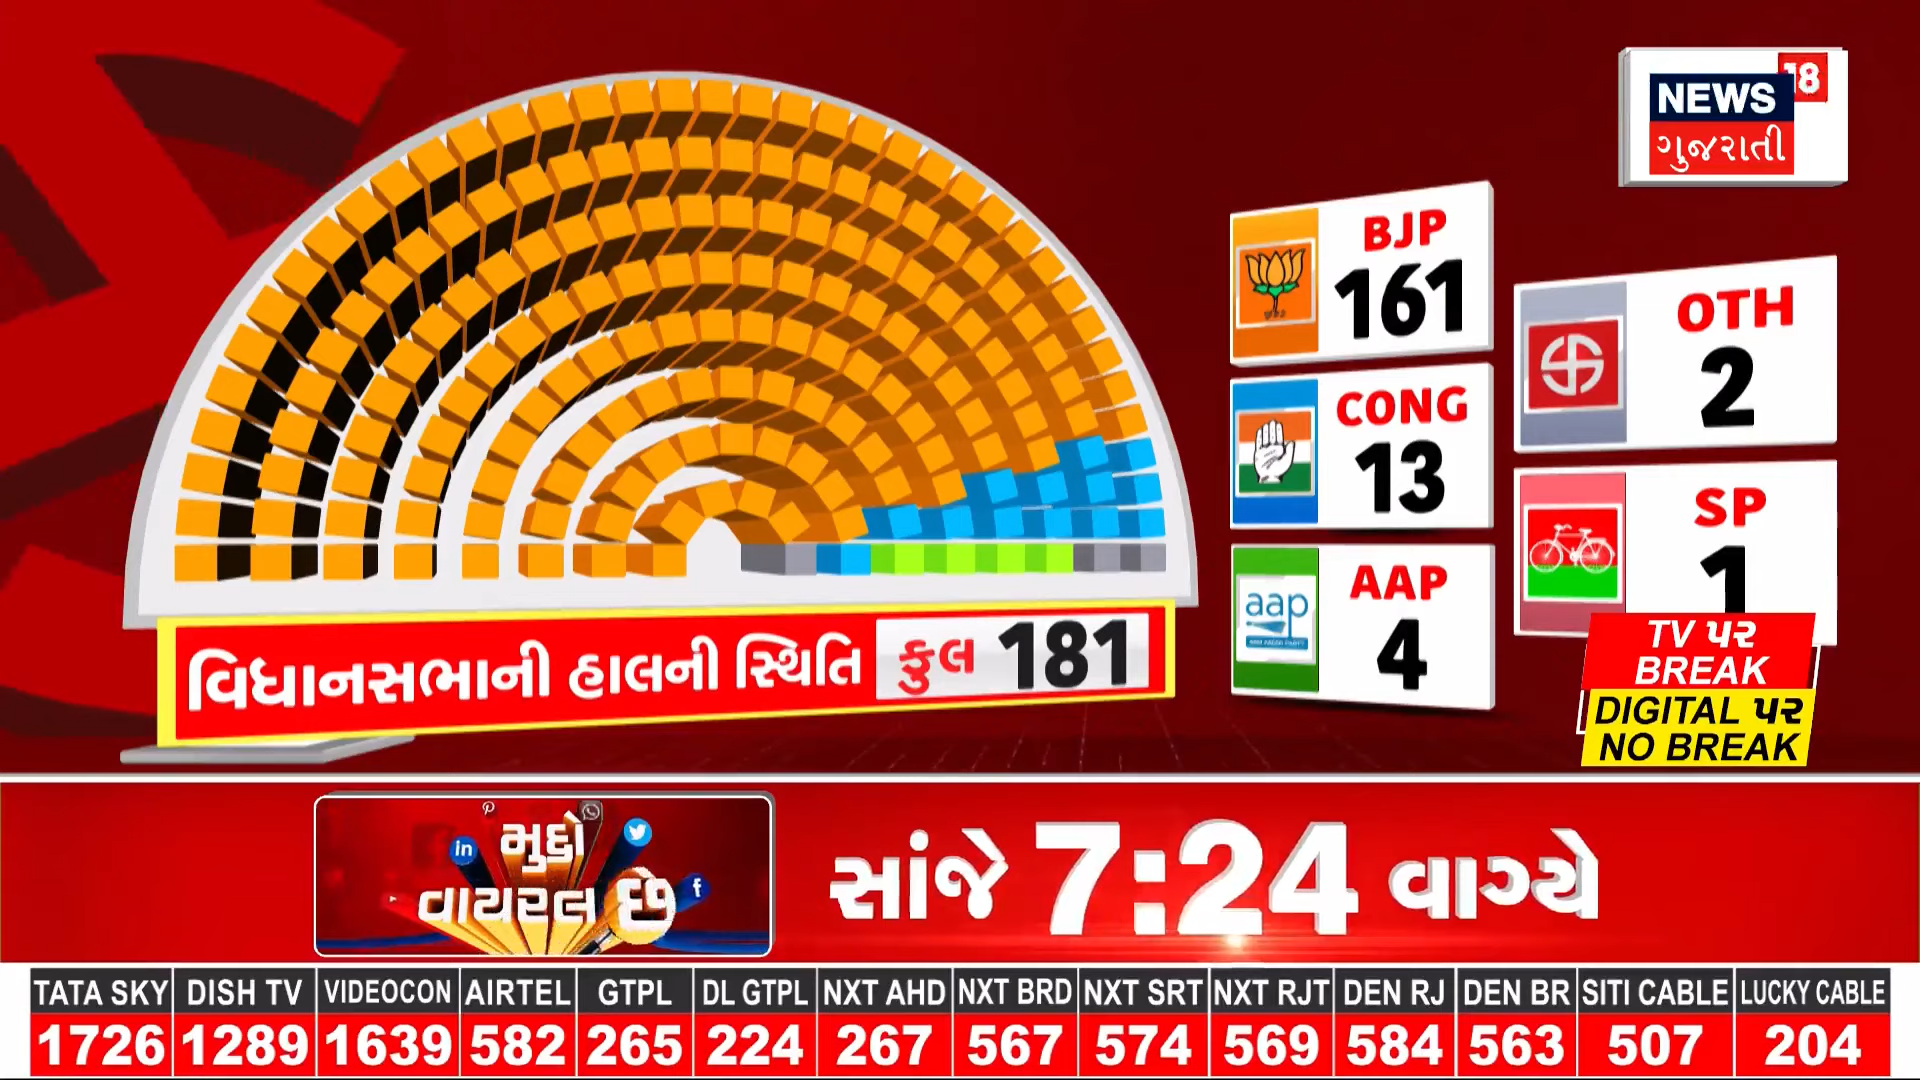 NEWS
18
ગુજરાતી
BJP
161
CONG
13
AAP
4
OTH
2
SP
1
aap
વિધાનસભાની હાલની સ્થિતિ
કુલ 181
TV પર
BREAK
DIGITAL પર
NO BREAK
મુદ્દો
વાયરલ છે
સાંજે 7:24 વાગ્યે
TATA SKY DISH TV VIDEOCON AIRTEL GTPL DL GTPL NXT AHD NXT BRD NXT SRT NXT RJT DEN RJ DEN BR SITI CABLE LUCKY CABLE
1726 1289 1639 582 265 224 267 567 574 569 584 563 507 204